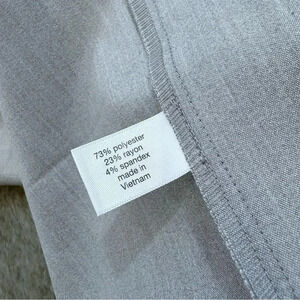 73% polyester
23% rayon
4% spandex
made in
Vietnam